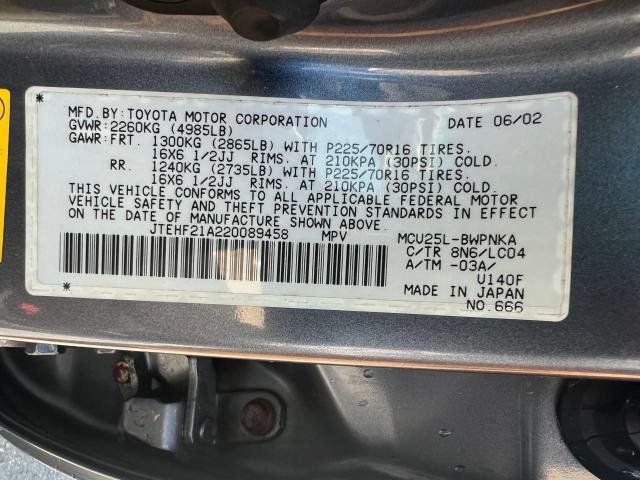 MFD.BY:TOYOTA MOTOR CORPORATION DATE 06/02
GVWR:2260KG (4985LB)
GAWR:FRT. 1300KG (2865LB) WITH P225/70R16 TIRES.
16X6 1/2JJ RIMS. AT 210KPA (30PSI) COLD.
RR. 1240KG (2735LB) WITH P225/70R16 TIRES.
16X6 1/2JJ RIMS. AT 210KPA (30PSI) COLD.
THIS VEHICLE CONFORMS TO ALL APPLICABLE FEDERAL MOTOR
VEHICLE SAFETY AND THEFT PREVENTION STANDARDS IN EFFECT
ON THE DATE OF MANUFACTURE SHOWN ABOVE.
JTEHF21A220089458 MPV MCU25L-BWPNKA
C/TR 8N6/LC04
A/TM -03A/
U140F
MADE IN JAPAN
NO.666